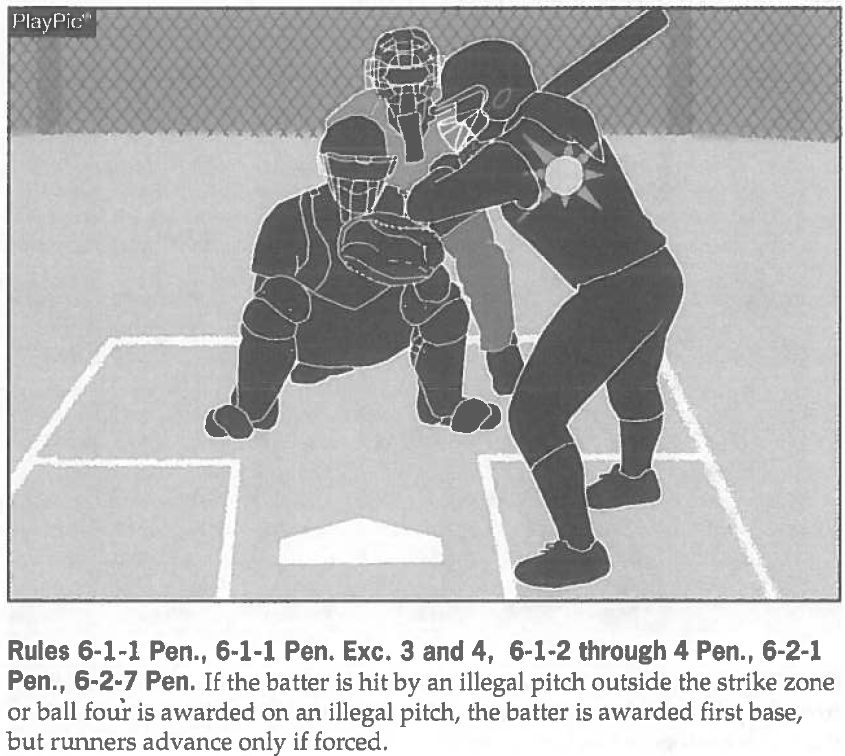 PlayPic™
Rules 6-1-1 Pen., 6-1-1 Pen. Exc. 3 and 4, 6-1-2 through 4 Pen., 6-2-1
Pen., 6-2-7 Pen. If the batter is hit by an illegal pitch outside the strike zone
or ball four is awarded on an illegal pitch, the batter is awarded first base,
but runners advance only if forced.